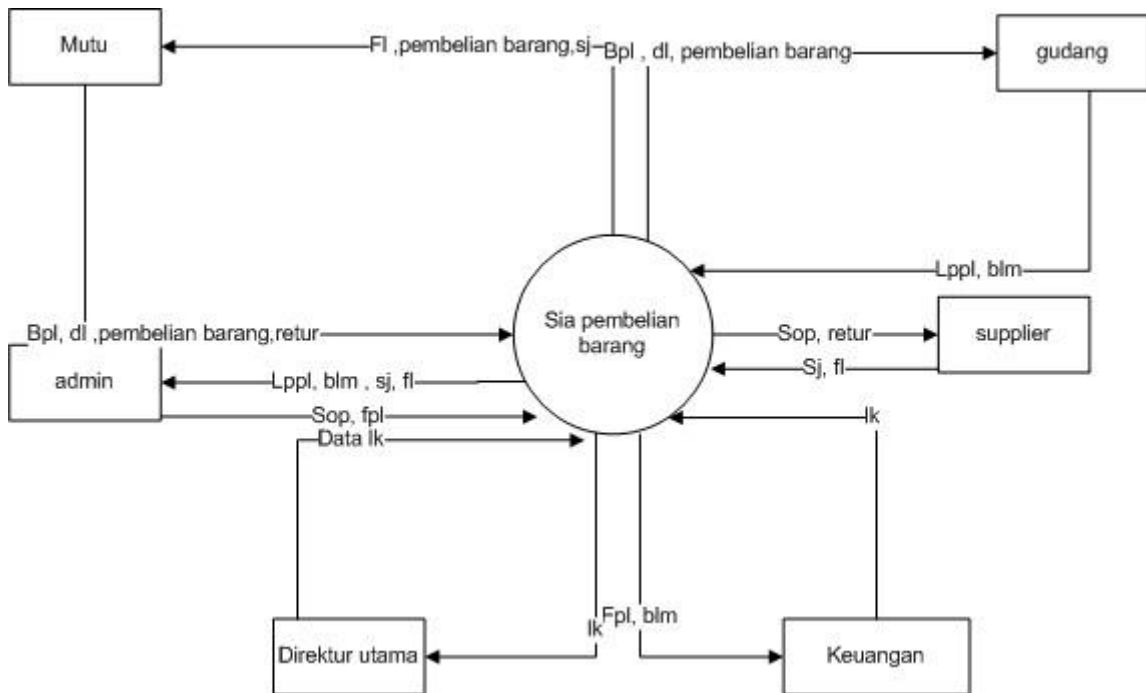 Mutu
Fl ,pembelian barang,sj
Bpl , dl, pembelian barang
gudang
Lppl, blm
Sia pembelian
barang
Bpl, dl ,pembelian barang,retur
Sop, retur
supplier
Sj, fl
admin
Lppl, blm , sj, fl
Sop, fpl
Data lk
lk
Fpl, blm
lk
Direktur utama
Keuangan